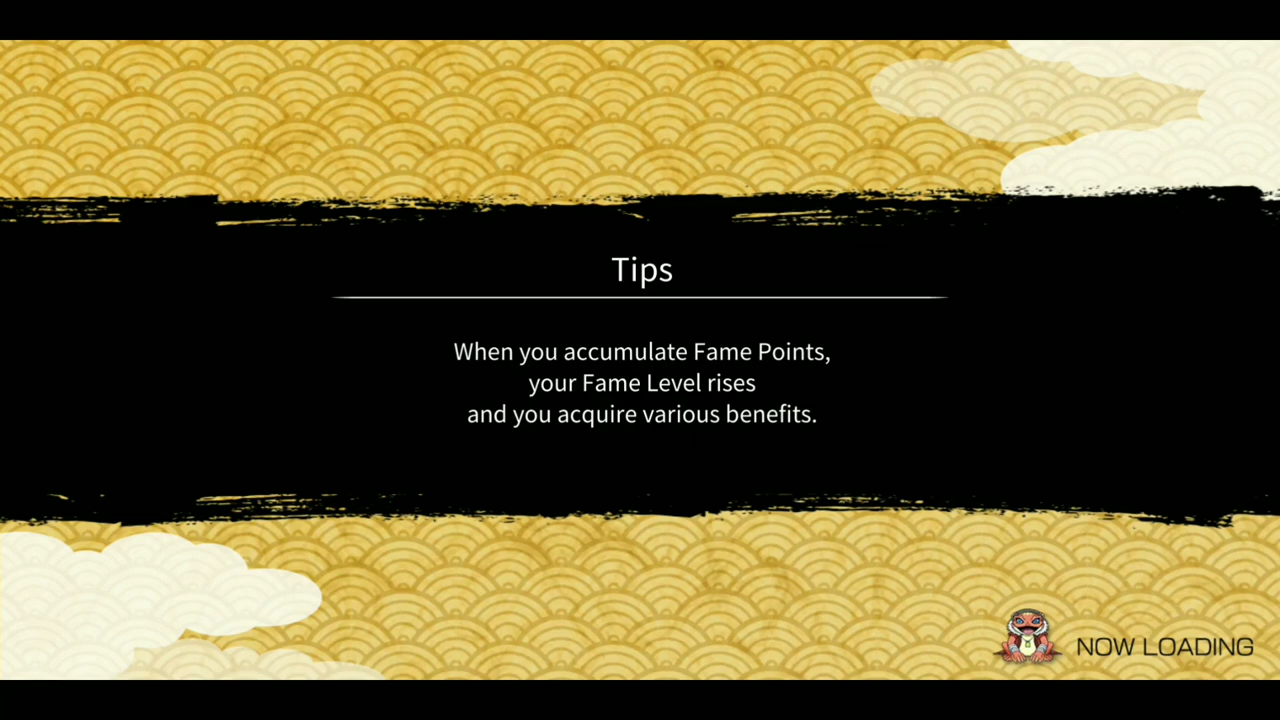 Tips
When you accumulate Fame Points,
your Fame Level rises
and you acquire various benefits.
NOW LOADING